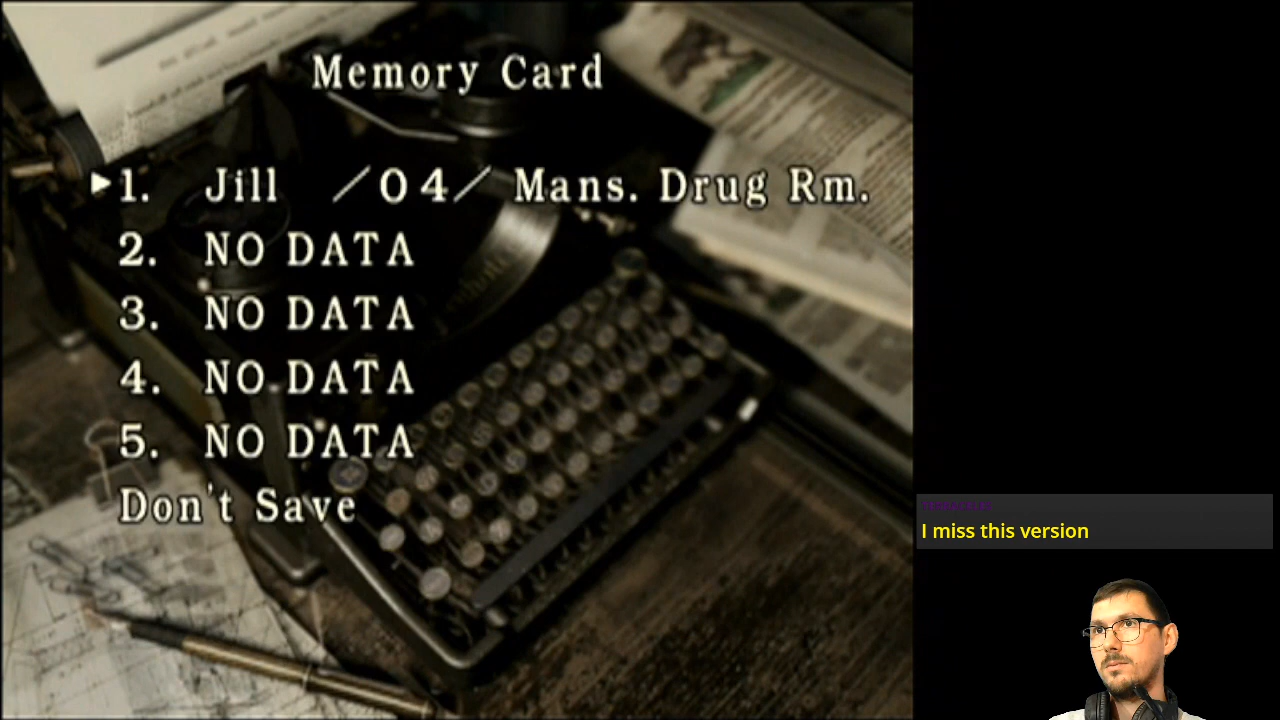 Memory Card
1. Jill /04/ Mans. Drug Rm.
2. NO DATA
3. NO DATA
4. NO DATA
5. NO DATA
Don't Save
I miss this version